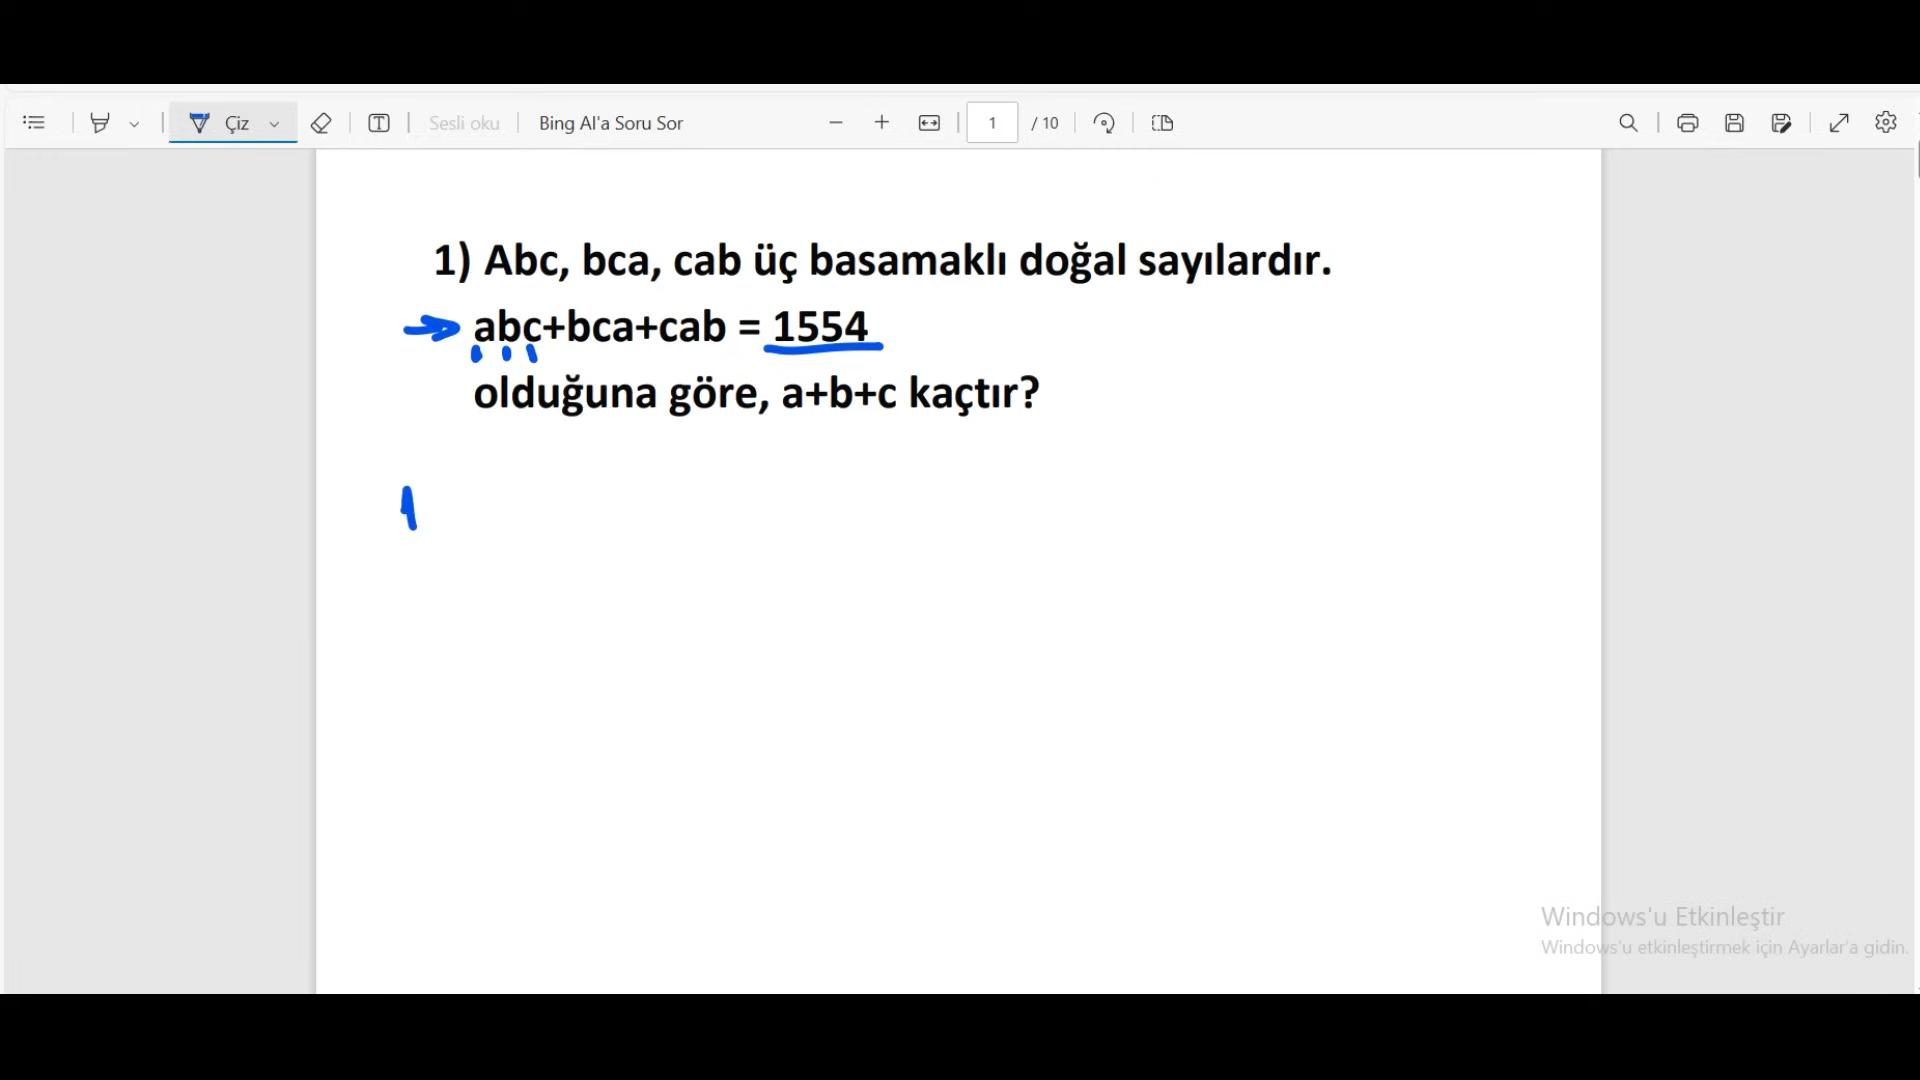 Çiz
Sesli oku
Bing AI'a Soru Sor
1
/ 10
1) Abc, bca, cab üç basamaklı doğal sayılardır.
abc+bca+cab = 1554
olduğuna göre, a+b+c kaçtır?
1
Windows'u Etkinleştir
Windows'u etkinleştirmek için Ayarlar'a gidin.